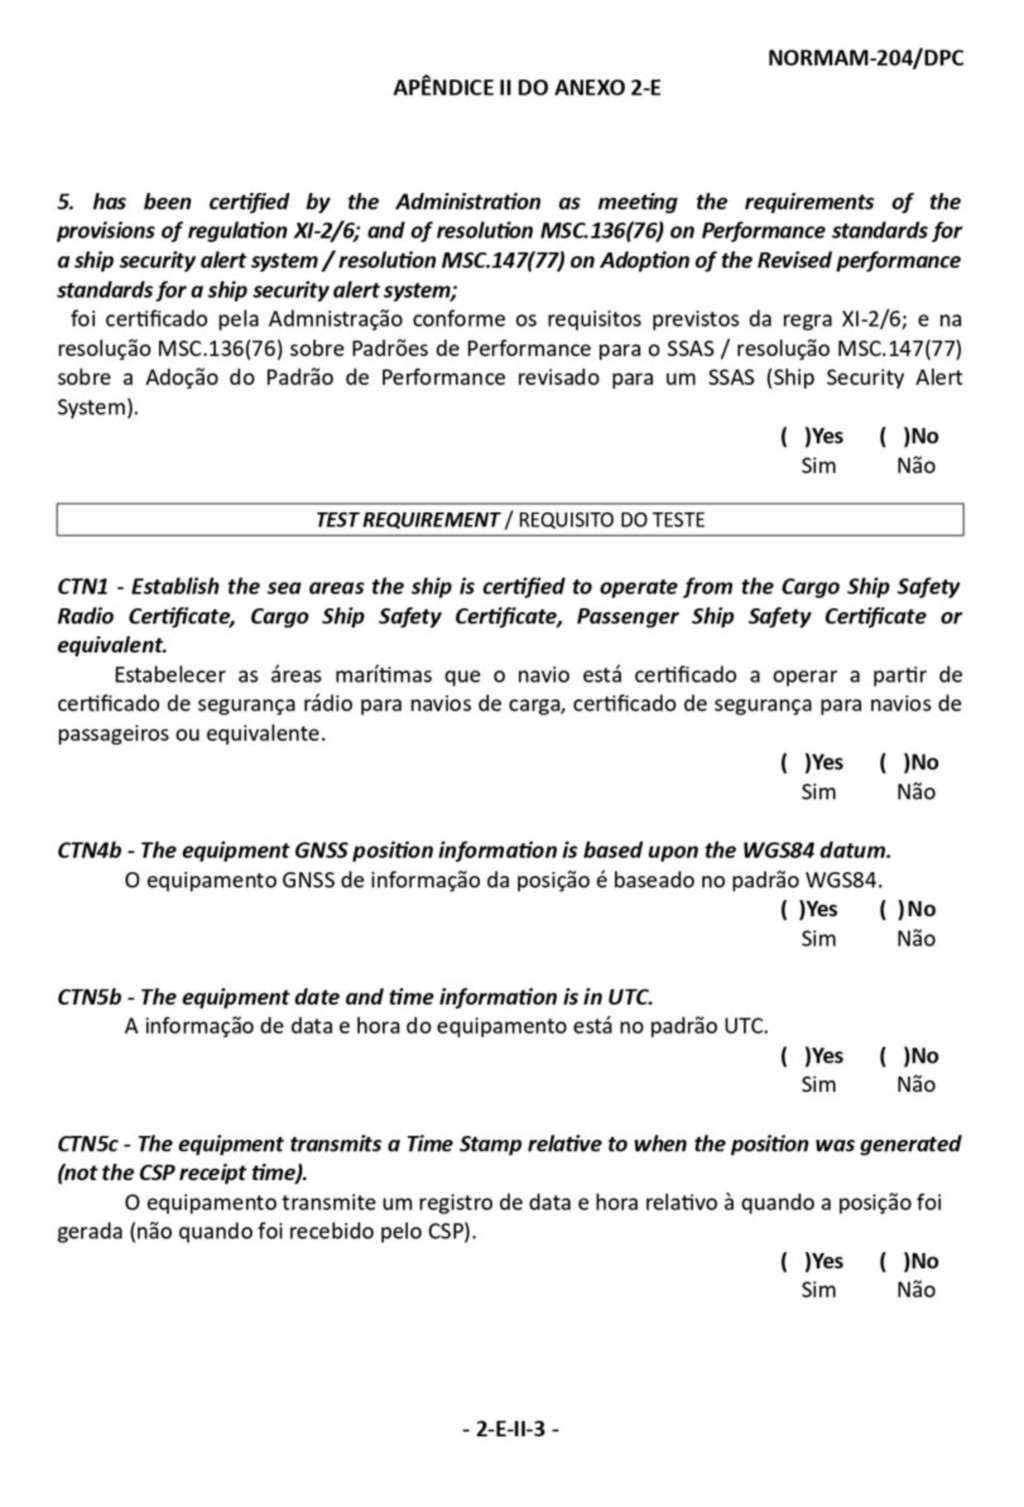 NORMAM-204/DPC
APÊNDICE II DO ANEXO 2-E
5. has been certified by the Administration as meeting the requirements of the
provisions of regulation XI-2/6; and of resolution MSC.136(76) on Performance standards for
a ship security alert system / resolution MSC.147(77) on Adoption of the Revised performance
standards for a ship security alert system;
foi certificado pela Admnistração conforme os requisitos previstos da regra XI-2/6; e na
resolução MSC.136(76) sobre Padrões de Performance para o SSAS / resolução MSC.147(77)
sobre a Adoção do Padrão de Performance revisado para um SSAS (Ship Security Alert
System).
( )Yes ( )No
Sim Não
TEST REQUIREMENT / REQUISITO DO TESTE
CTN1 - Establish the sea areas the ship is certified to operate from the Cargo Ship Safety
Radio Certificate, Cargo Ship Safety Certificate, Passenger Ship Safety Certificate or
equivalent.
Estabelecer as áreas marítimas que o navio está certificado a operar a partir de
certificado de segurança rádio para navios de carga, certificado de segurança para navios de
passageiros ou equivalente.
( )Yes ( )No
Sim Não
CTN4b - The equipment GNSS position information is based upon the WGS84 datum.
O equipamento GNSS de informação da posição é baseado no padrão WGS84.
( )Yes ( )No
Sim Não
CTN5b - The equipment date and time information is in UTC.
A informação de data e hora do equipamento está no padrão UTC.
( )Yes ( )No
Sim Não
CTN5c - The equipment transmits a Time Stamp relative to when the position was generated
(not the CSP receipt time).
O equipamento transmite um registro de data e hora relativo à quando a posição foi
gerada (não quando foi recebido pelo CSP).
( )Yes ( )No
Sim Não
- 2-E-II-3 -